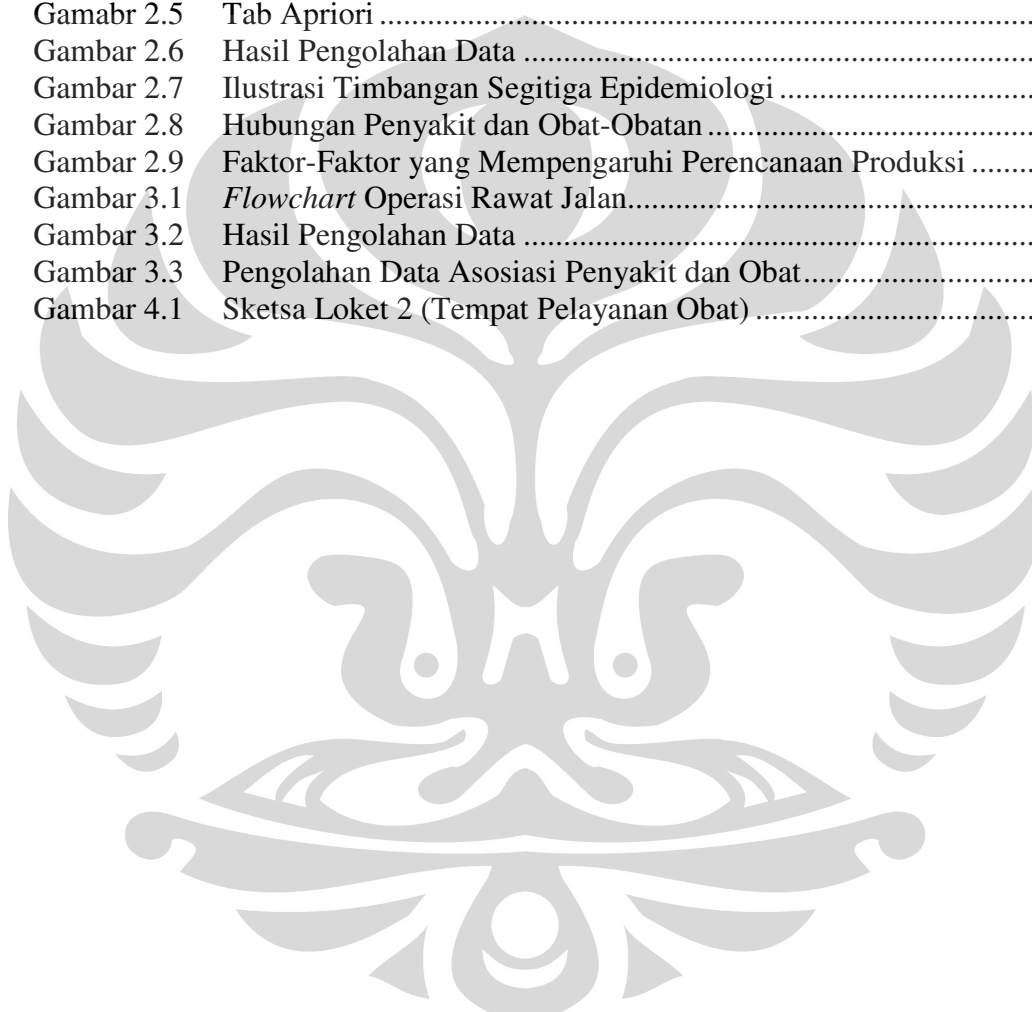 Gamabr 2.5 Tab Apriori ....................................................................................
Gambar 2.6 Hasil Pengolahan Data ................................................................
Gambar 2.7 Ilustrasi Timbangan Segitiga Epidemiologi ................................
Gambar 2.8 Hubungan Penyakit dan Obat-Obatan .........................................
Gambar 2.9 Faktor-Faktor yang Mempengaruhi Perencanaan Produksi ........
Gambar 3.1 Flowchart Operasi Rawat Jalan....................................................
Gambar 3.2 Hasil Pengolahan Data ................................................................
Gambar 3.3 Pengolahan Data Asosiasi Penyakit dan Obat.............................
Gambar 4.1 Sketsa Loket 2 (Tempat Pelayanan Obat) ...................................